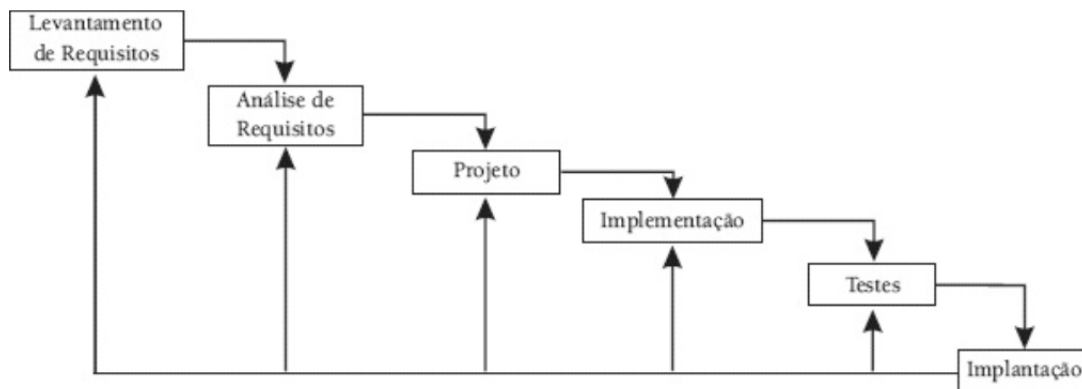 Levantamento
de Requisitos
Análise de
Requisitos
Projeto
Implementação
Testes
Implantação